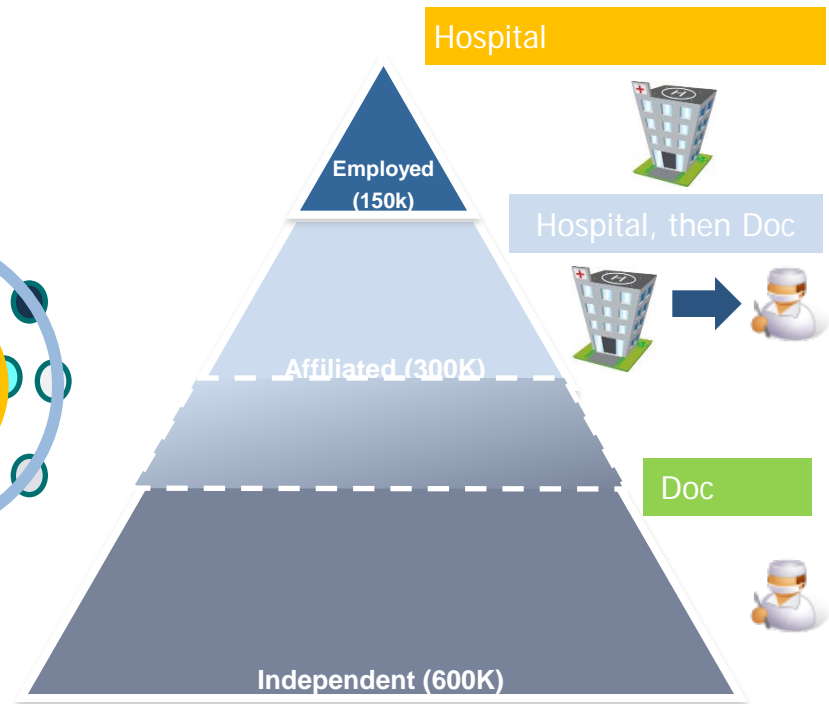 Hospital
Employed
(150k)
Hospital, then Doc
Affiliated (300K)
Doc
Independent (600K)